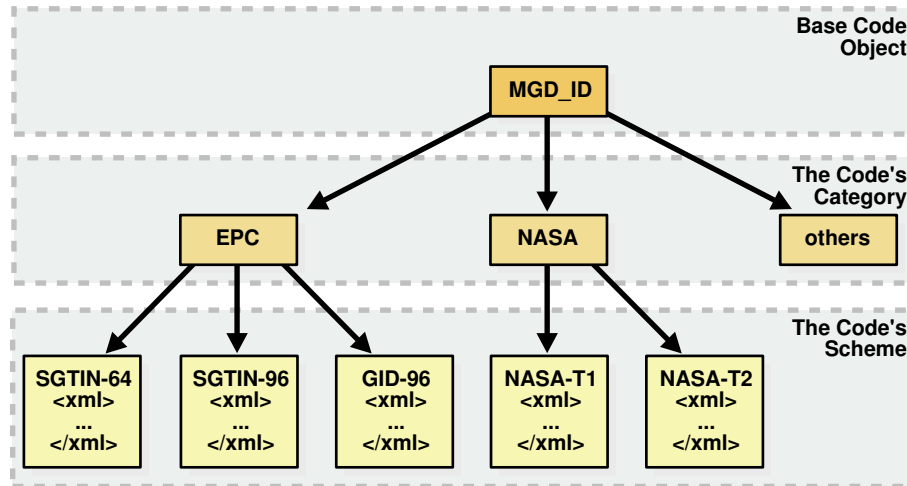 Base Code
Object
MGD_ID
The Code's
Category
EPC
NASA
others
The Code's
Scheme
SGTIN-64
<xml>
...
</xml>
SGTIN-96
<xml>
...
</xml>
GID-96
<xml>
...
</xml>
NASA-T1
<xml>
...
</xml>
NASA-T2
<xml>
...
</xml>